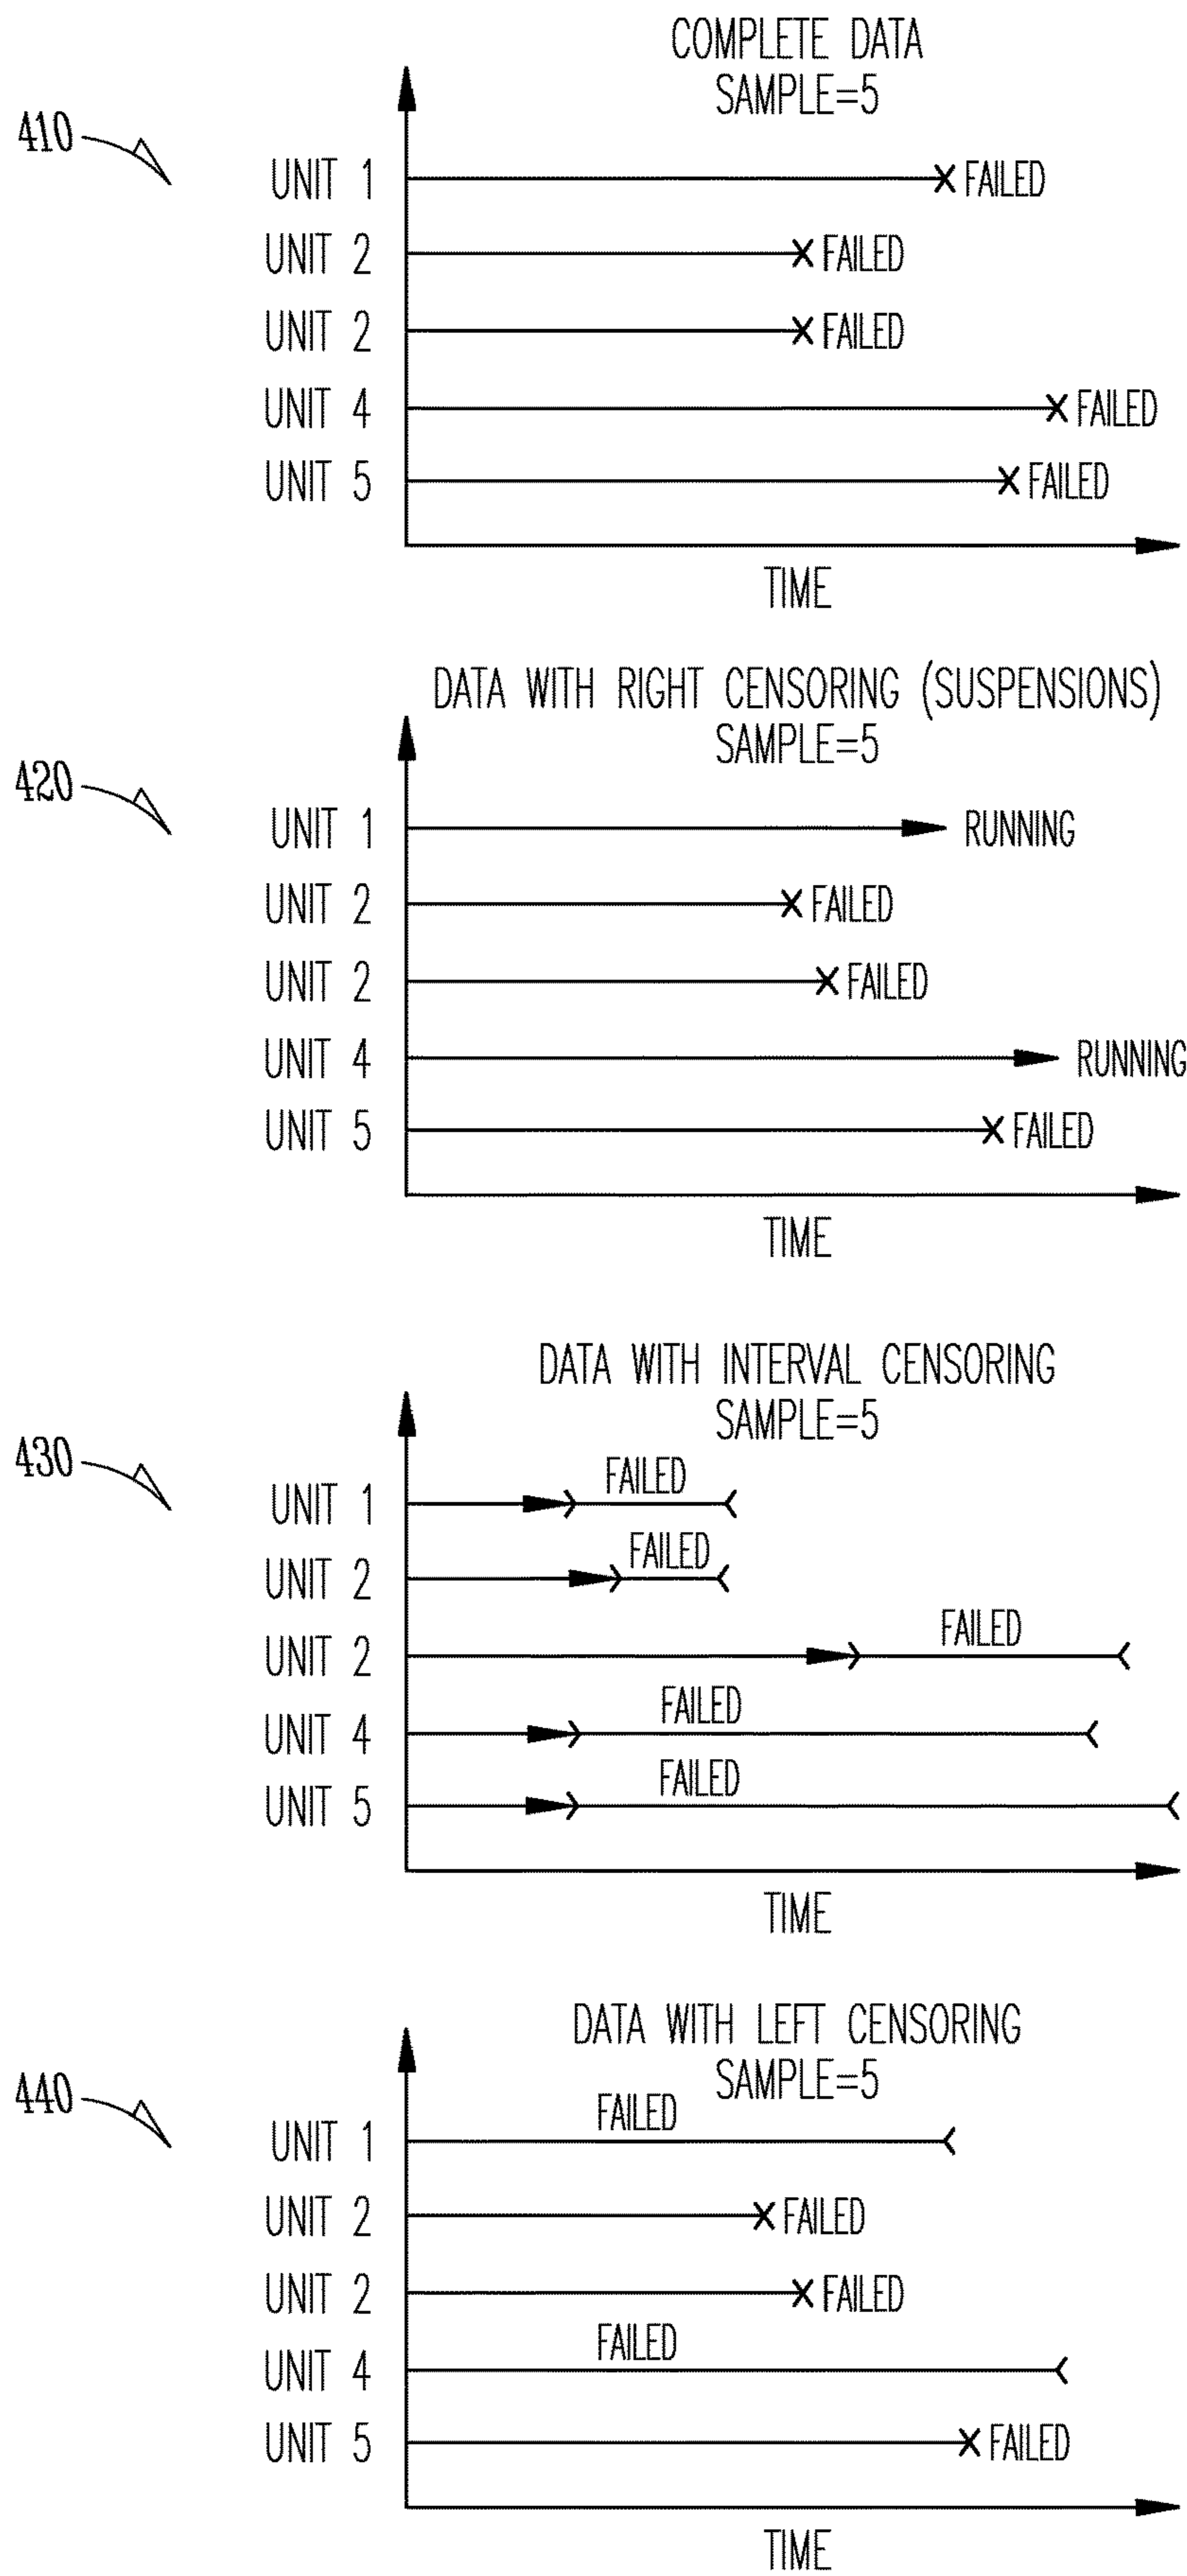 COMPLETE DATA
SAMPLE=5
410
UNIT 1 FAILED
UNIT 2 FAILED
UNIT 2 FAILED
UNIT 4 FAILED
UNIT 5 FAILED
TIME
DATA WITH RIGHT CENSORING (SUSPENSIONS)
SAMPLE=5
420
UNIT 1 RUNNING
UNIT 2 FAILED
UNIT 2 FAILED
UNIT 4 RUNNING
UNIT 5 FAILED
TIME
DATA WITH INTERVAL CENSORING
SAMPLE=5
430
UNIT 1 FAILED
UNIT 2 FAILED
UNIT 2 FAILED
UNIT 4 FAILED
UNIT 5 FAILED
TIME
DATA WITH LEFT CENSORING
SAMPLE=5
440
UNIT 1 FAILED
UNIT 2 FAILED
UNIT 2 FAILED
UNIT 4 FAILED
UNIT 5 FAILED
TIME